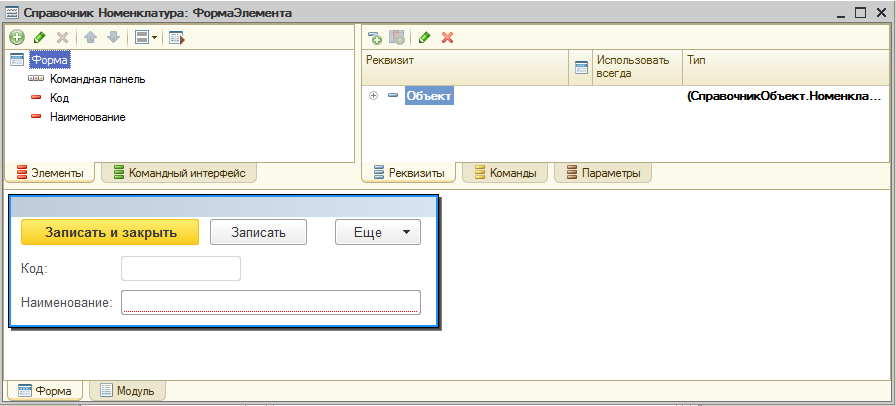 Справочник Номенклатура: ФормаЭлемента
Форма
Командная панель
Код
Наименование
Элементы
Командный интерфейс
Реквизит
Использовать всегда
Тип
Объект
(СправочникОбъект.Номенкла...
Реквизиты
Команды
Параметры
Записать и закрыть
Записать
Еще
Код:
Наименование:
Форма
Модуль